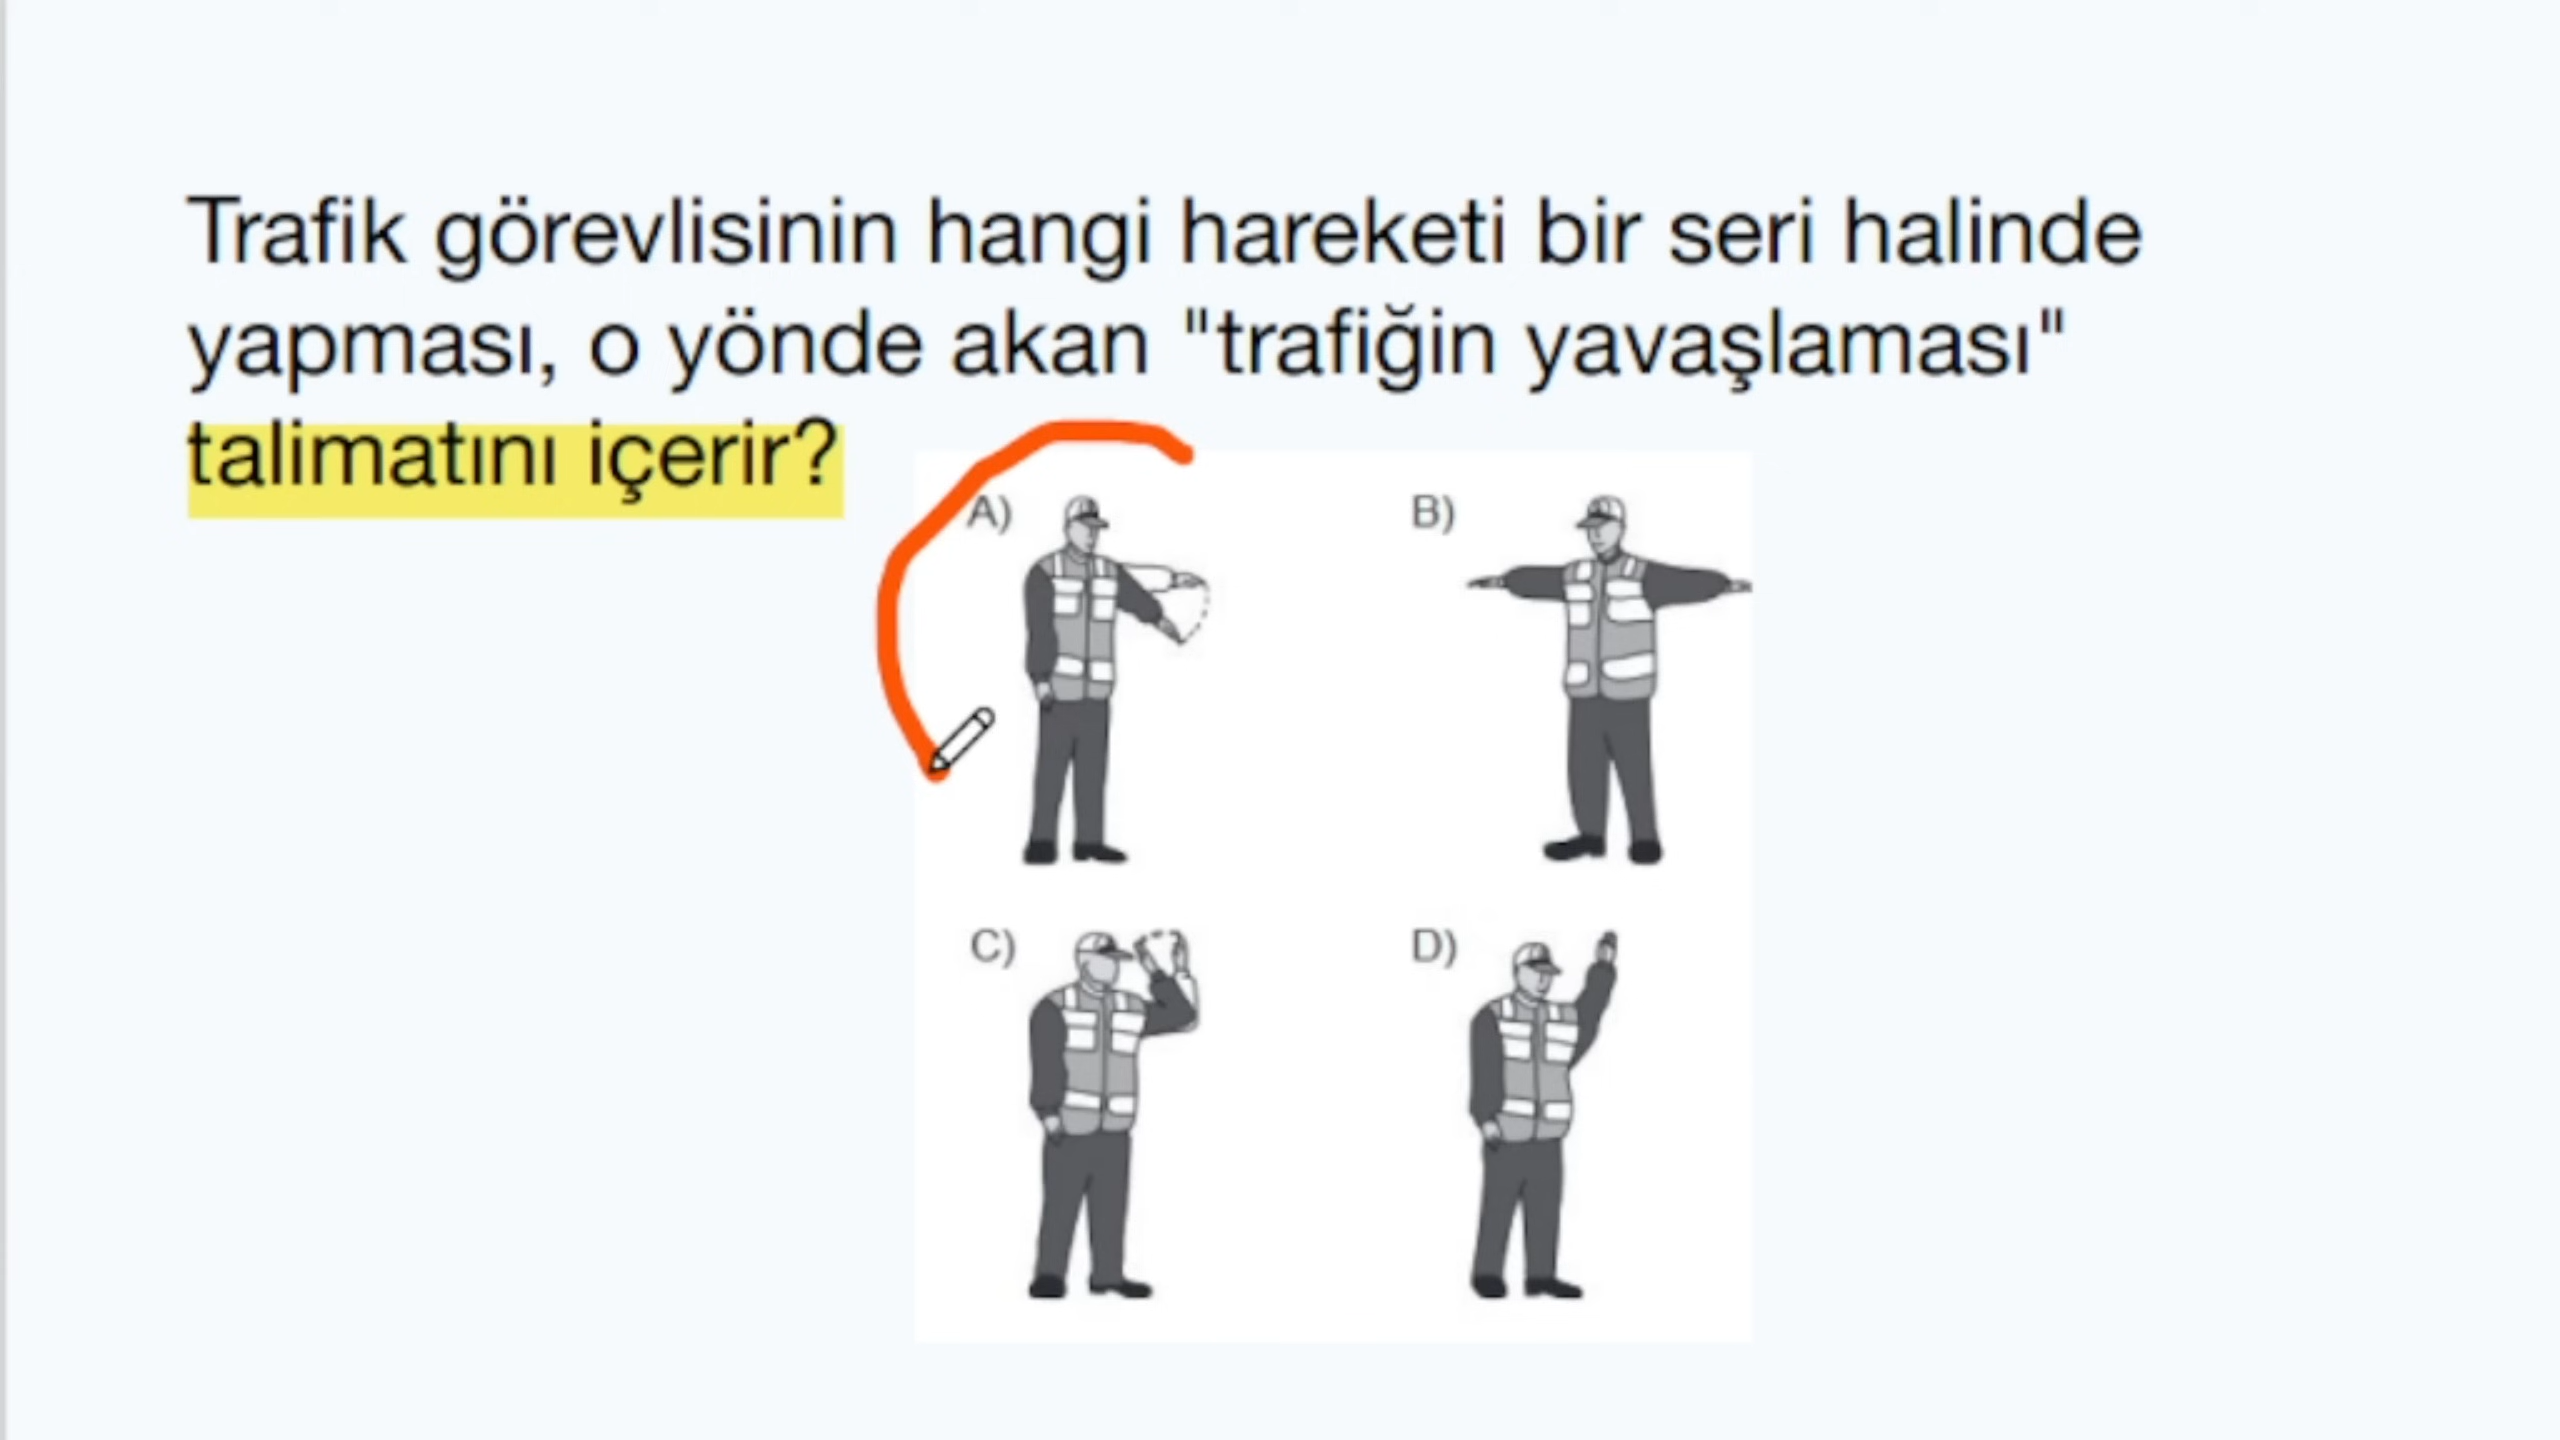 Trafik görevlisinin hangi hareketi bir seri halinde
yapması, o yönde akan "trafiğin yavaşlaması"
talimatını içerir?
A)
B)
C)
D)